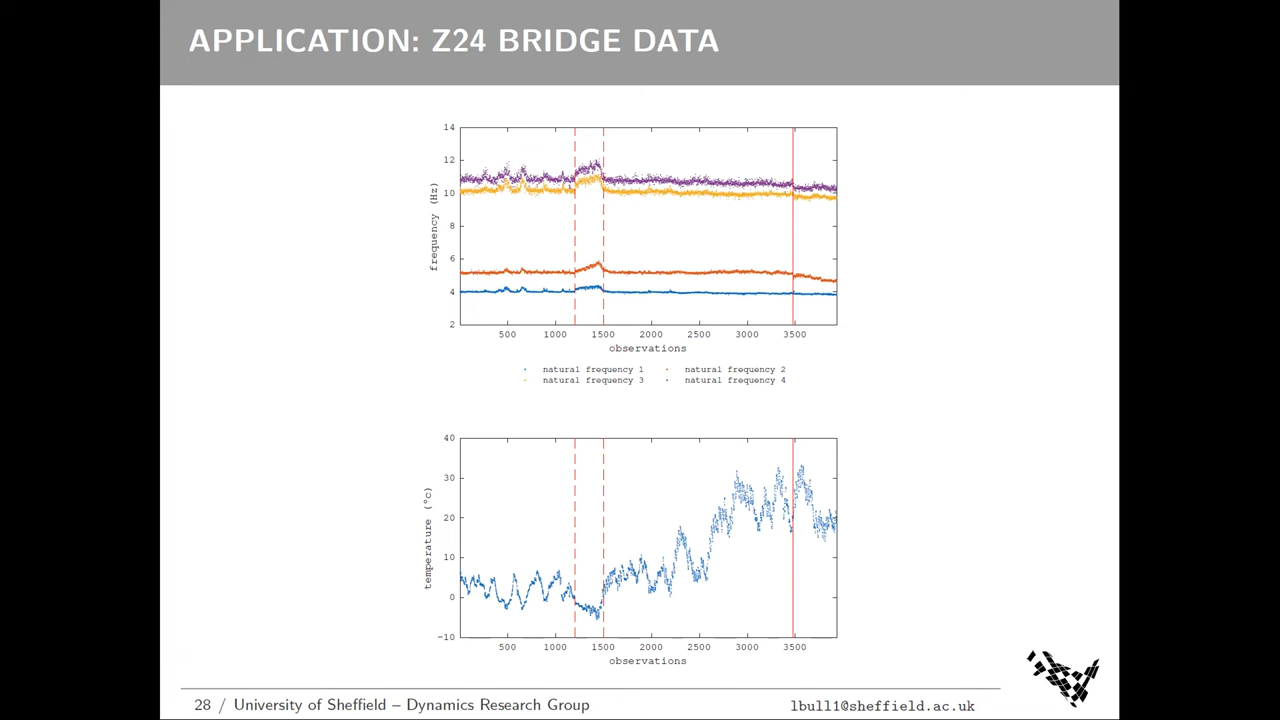 APPLICATION: Z24 BRIDGE DATA
14
12
10
8
6
4
2
frequency (Hz)
500 1000 1500 2000 2500 3000 3500
observations
natural frequency 1 natural frequency 2
natural frequency 3 natural frequency 4
40
30
20
10
0
−10
temperature (°c)
500 1000 1500 2000 2500 3000 3500
observations
28 / University of Sheffield – Dynamics Research Group lbull1@sheffield.ac.uk